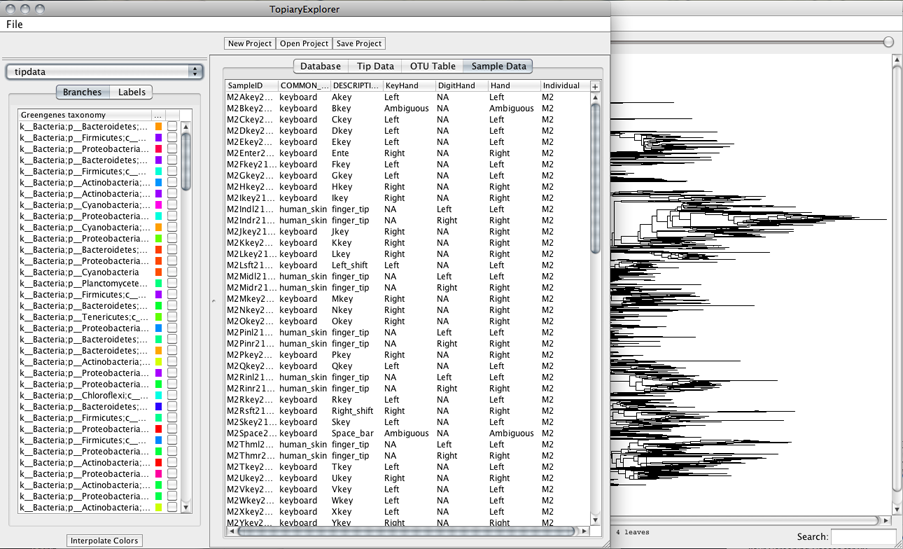 TopiaryExplorer
File
New Project Open Project Save Project
tipdata
Branches Labels
Greengenes taxonomy ...
k__Bacteria;p__Bacteroidetes;...
k__Bacteria;p__Firmicutes;c__...
k__Bacteria;p__Proteobacteria...
k__Bacteria;p__Bacteroidetes;...
k__Bacteria;p__Firmicutes;c__...
k__Bacteria;p__Actinobacteria;...
k__Bacteria;p__Actinobacteria;...
k__Bacteria;p__Cyanobacteria;...
k__Bacteria;p__Proteobacteria...
k__Bacteria;p__Cyanobacteria;...
k__Bacteria;p__Proteobacteria...
k__Bacteria;p__Bacteroidetes;...
k__Bacteria;p__Proteobacteria...
k__Bacteria;p__Cyanobacteria
k__Bacteria;p__Planctomycete...
k__Bacteria;p__Firmicutes;c__...
k__Bacteria;p__Bacteroidetes;...
k__Bacteria;p__Tenericutes;c_...
k__Bacteria;p__Proteobacteria...
k__Bacteria;p__Bacteroidetes;...
k__Bacteria;p__Bacteroidetes;...
k__Bacteria;p__Actinobacteria;...
k__Bacteria;p__Proteobacteria...
k__Bacteria;p__Proteobacteria...
k__Bacteria;p__Chloroflexi;c__...
k__Bacteria;p__Bacteroidetes;...
k__Bacteria;p__Firmicutes;c__...
k__Bacteria;p__Proteobacteria...
k__Bacteria;p__Firmicutes;c__...
k__Bacteria;p__Proteobacteria...
k__Bacteria;p__Actinobacteria;...
k__Bacteria;p__Proteobacteria...
k__Bacteria;p__Actinobacteria;...
k__Bacteria;p__Proteobacteria...
k__Bacteria;p__Actinobacteria;...
Interpolate Colors
Database Tip Data OTU Table Sample Data
SampleID COMMON_... DESCRIPTI... KeyHand DigitHand Hand Individual +
M2Akey2... keyboard Akey Left NA Left M2
M2Bkey2... keyboard Bkey Ambiguous NA Ambiguous M2
M2Ckey2... keyboard Ckey Left NA Left M2
M2Dkey2... keyboard Dkey Left NA Left M2
M2Ekey2... keyboard Ekey Left NA Left M2
M2Enter2... keyboard Ente Right NA Right M2
M2Fkey21... keyboard Fkey Left NA Left M2
M2Gkey2... keyboard Gkey Left NA Left M2
M2Hkey2... keyboard Hkey Right NA Right M2
M2Ikey21... keyboard Ikey Right NA Right M2
M2Indl21... human_skin finger_tip NA Left Left M2
M2Indr21... human_skin finger_tip NA Right Right M2
M2Jkey21... keyboard Jkey Right NA Right M2
M2Kkey2... keyboard Kkey Right NA Right M2
M2Lkey21... keyboard Lkey Right NA Right M2
M2Lsft21... keyboard Left_shift Left NA Left M2
M2Midl21... human_skin finger_tip NA Left Left M2
M2Midr21... human_skin finger_tip NA Right Right M2
M2Mkey2... keyboard Mkey Right NA Right M2
M2Nkey2... keyboard Nkey Right NA Right M2
M2Okey2... keyboard Okey Right NA Right M2
M2Pinl21... human_skin finger_tip NA Left Left M2
M2Pinr21... human_skin finger_tip NA Right Right M2
M2Pkey21... keyboard Pkey Right NA Right M2
M2Qkey2... keyboard Qkey Left NA Left M2
M2Rinl21... human_skin finger_tip NA Left Left M2
M2Rinr21... human_skin finger_tip NA Right Right M2
M2Rkey21... keyboard Rkey Left NA Left M2
M2Rsft21... keyboard Right_shift Right NA Right M2
M2Skey21... keyboard Skey Left NA Left M2
M2Space2... keyboard Space_bar Ambiguous NA Ambiguous M2
M2Thml2... human_skin finger_tip NA Left Left M2
M2Thmr2... human_skin finger_tip NA Right Right M2
M2Tkey21... keyboard Tkey Left NA Left M2
M2Ukey2... keyboard Ukey Right NA Right M2
M2Vkey2... keyboard Vkey Left NA Left M2
M2Wkey2... keyboard Wkey Left NA Left M2
M2Xkey2... keyboard Xkey Left NA Left M2
M2Ykey21... keyboard Ykey Right NA Right M2
4 leaves
Search: